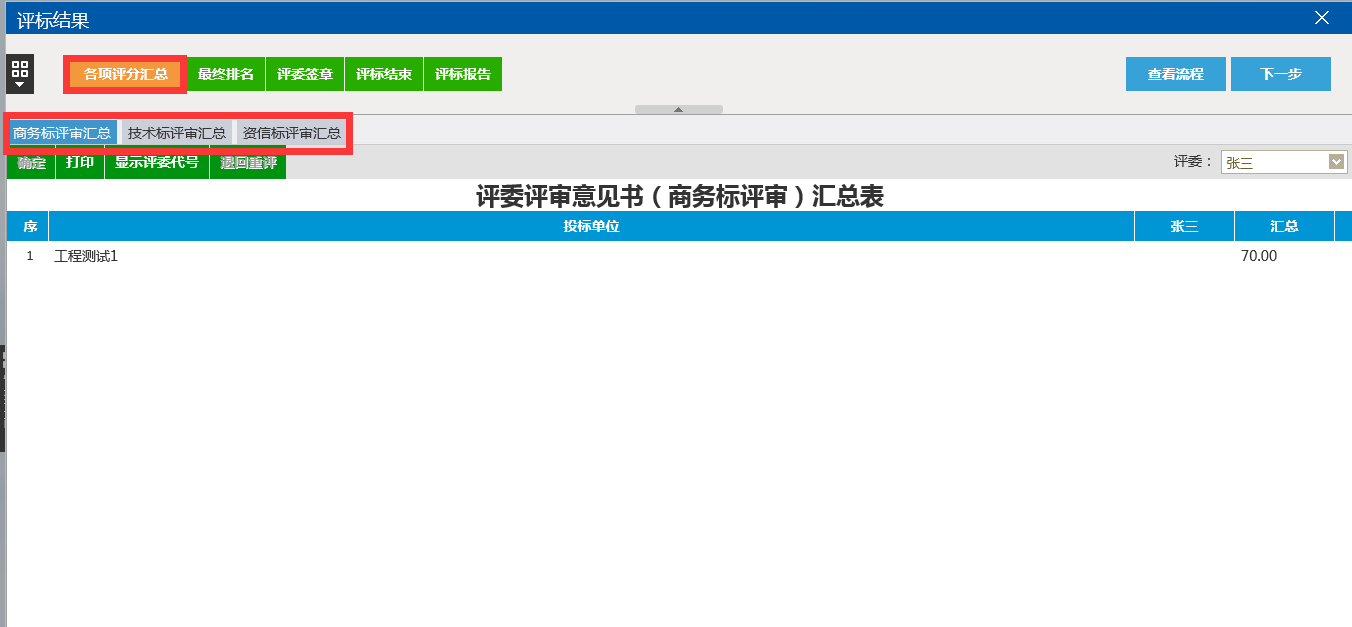 评标结果
各项评分汇总 最终排名 评委签章 评标结束 评标报告 查看流程 下一步
商务标评审汇总 技术标评审汇总 资信标评审汇总
确定 打印 显示评委代号 退回重评 评委： 张三
评委评审意见书（商务标评审）汇总表
序 投标单位 张三 汇总
1 工程测试1 70.00